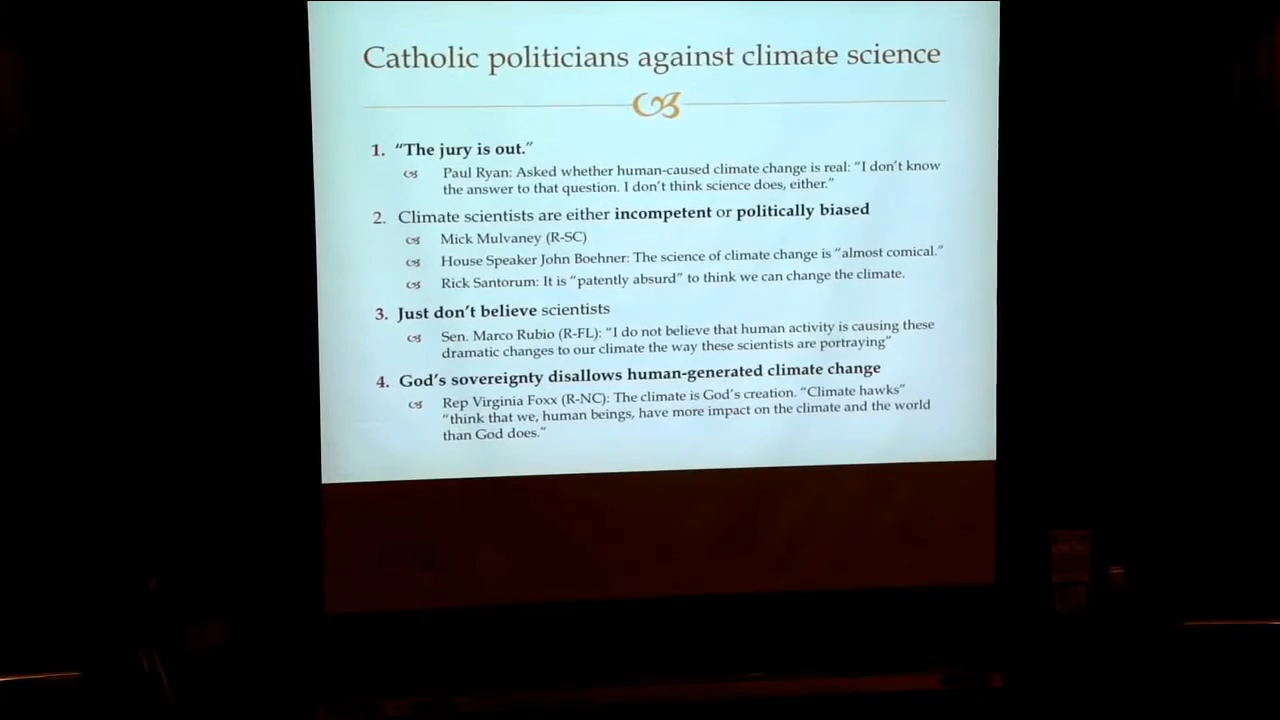 Catholic politicians against climate science
1. “The jury is out.”
Paul Ryan: Asked whether human-caused climate change is real: “I don’t know
the answer to that question. I don’t think science does, either.”
2. Climate scientists are either incompetent or politically biased
Mick Mulvaney (R-SC)
House Speaker John Boehner: The science of climate change is “almost comical.”
Rick Santorum: It is “patently absurd” to think we can change the climate.
3. Just don’t believe scientists
Sen. Marco Rubio (R-FL): “I do not believe that human activity is causing these
dramatic changes to our climate the way these scientists are portraying”
4. God’s sovereignty disallows human-generated climate change
Rep Virginia Foxx (R-NC): The climate is God’s creation. “Climate hawks”
“think that we, human beings, have more impact on the climate and the world
than God does.”